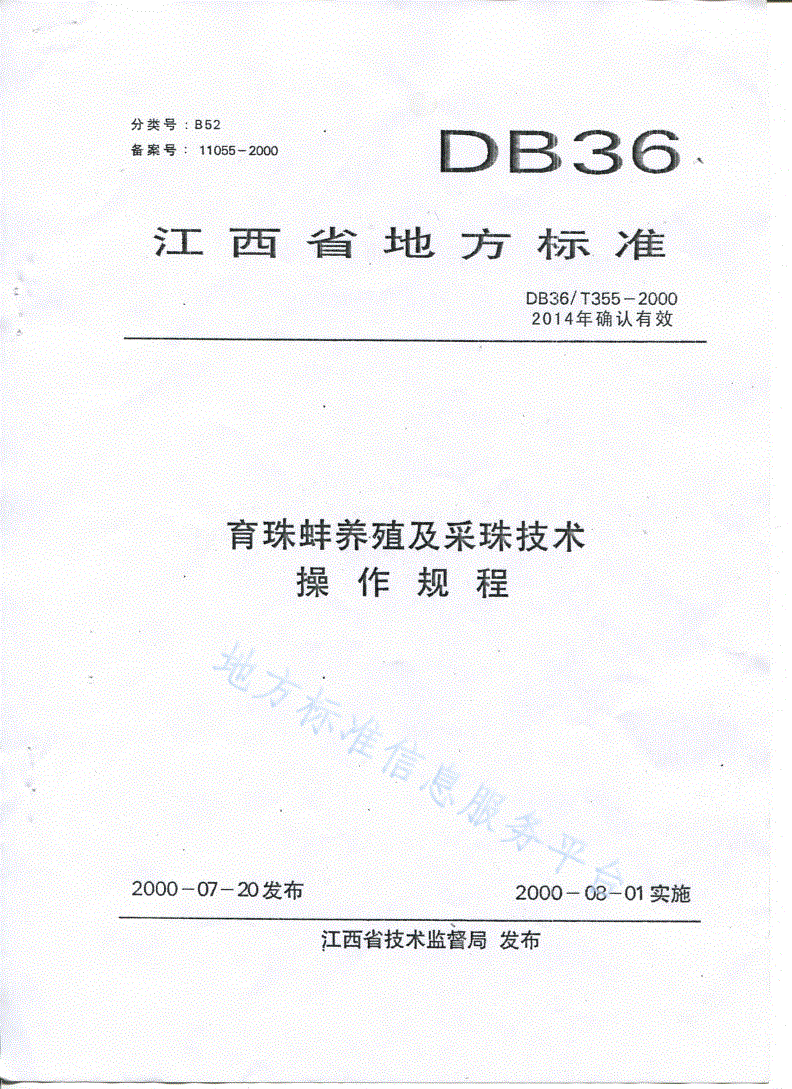 分类号：B52
备案号：11055－2000
DB36
江西省地方标准
DB36/T355－2000
2014年确认有效
育珠蚌养殖及采珠技术
操作规程
地方标准信息服务平台
2000－07－20发布
2000－08－01实施
江西省技术监督局 发布